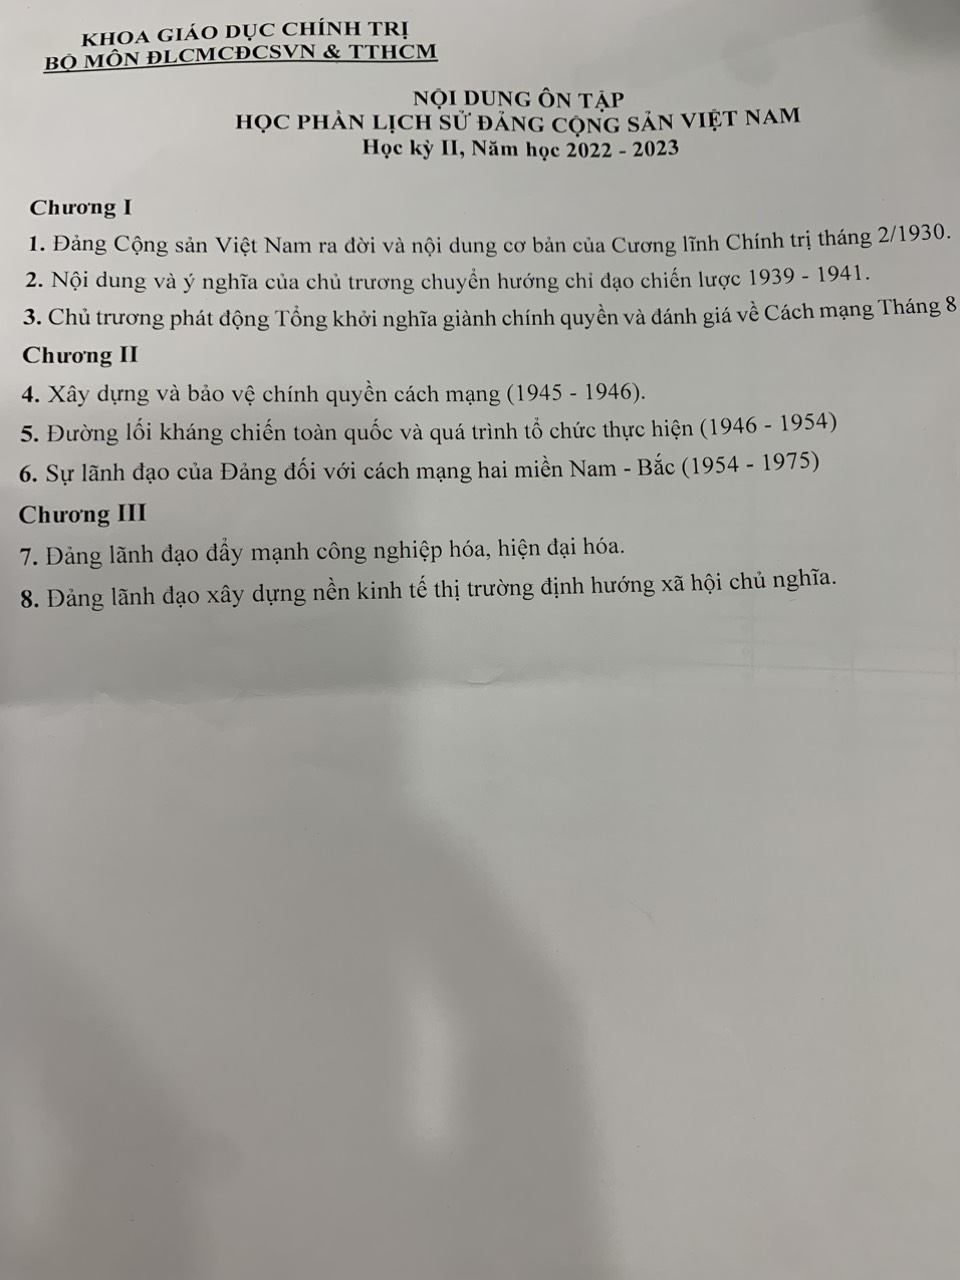 KHOA GIÁO DỤC CHÍNH TRỊ
BỘ MÔN ĐLCMCĐCSVN & TTHCM
NỘI DUNG ÔN TẬP
HỌC PHẦN LỊCH SỬ ĐẢNG CỘNG SẢN VIỆT NAM
Học kỳ II, Năm học 2022 - 2023
Chương I
1. Đảng Cộng sản Việt Nam ra đời và nội dung cơ bản của Cương lĩnh Chính trị tháng 2/1930.
2. Nội dung và ý nghĩa của chủ trương chuyển hướng chỉ đạo chiến lược 1939 - 1941.
3. Chủ trương phát động Tổng khởi nghĩa giành chính quyền và đánh giá về Cách mạng Tháng 8
Chương II
4. Xây dựng và bảo vệ chính quyền cách mạng (1945 - 1946).
5. Đường lối kháng chiến toàn quốc và quá trình tổ chức thực hiện (1946 - 1954)
6. Sự lãnh đạo của Đảng đối với cách mạng hai miền Nam - Bắc (1954 - 1975)
Chương III
7. Đảng lãnh đạo đẩy mạnh công nghiệp hóa, hiện đại hóa.
8. Đảng lãnh đạo xây dựng nền kinh tế thị trường định hướng xã hội chủ nghĩa.